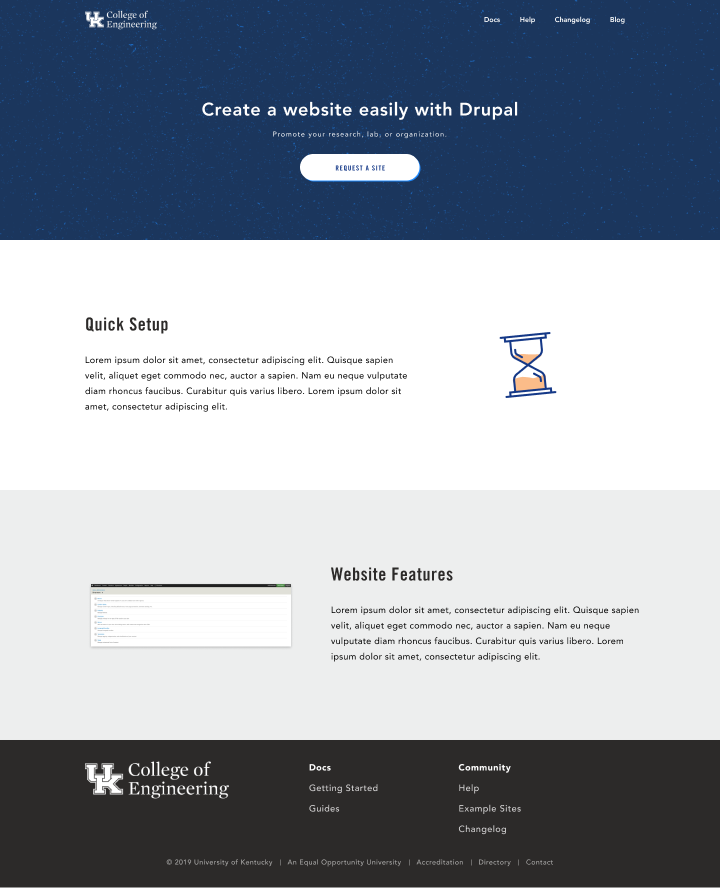 College of
Engineering
Docs Help Changelog Blog
Create a website easily with Drupal
Promote your research, lab, or organization.
REQUEST A SITE
Quick Setup
Lorem ipsum dolor sit amet, consectetur adipiscing elit. Quisque sapien
velit, aliquet eget commodo nec, auctor a sapien. Nam eu neque vulputate
diam rhoncus faucibus. Curabitur quis varius libero. Lorem ipsum dolor sit
amet, consectetur adipiscing elit.
Website Features
Lorem ipsum dolor sit amet, consectetur adipiscing elit. Quisque sapien
velit, aliquet eget commodo nec, auctor a sapien. Nam eu neque
vulputate diam rhoncus faucibus. Curabitur quis varius libero. Lorem
ipsum dolor sit amet, consectetur adipiscing elit.
UK College of
Engineering
Docs
Getting Started
Guides
Community
Help
Example Sites
Changelog
© 2019 University of Kentucky | An Equal Opportunity University | Accreditation | Directory | Contact